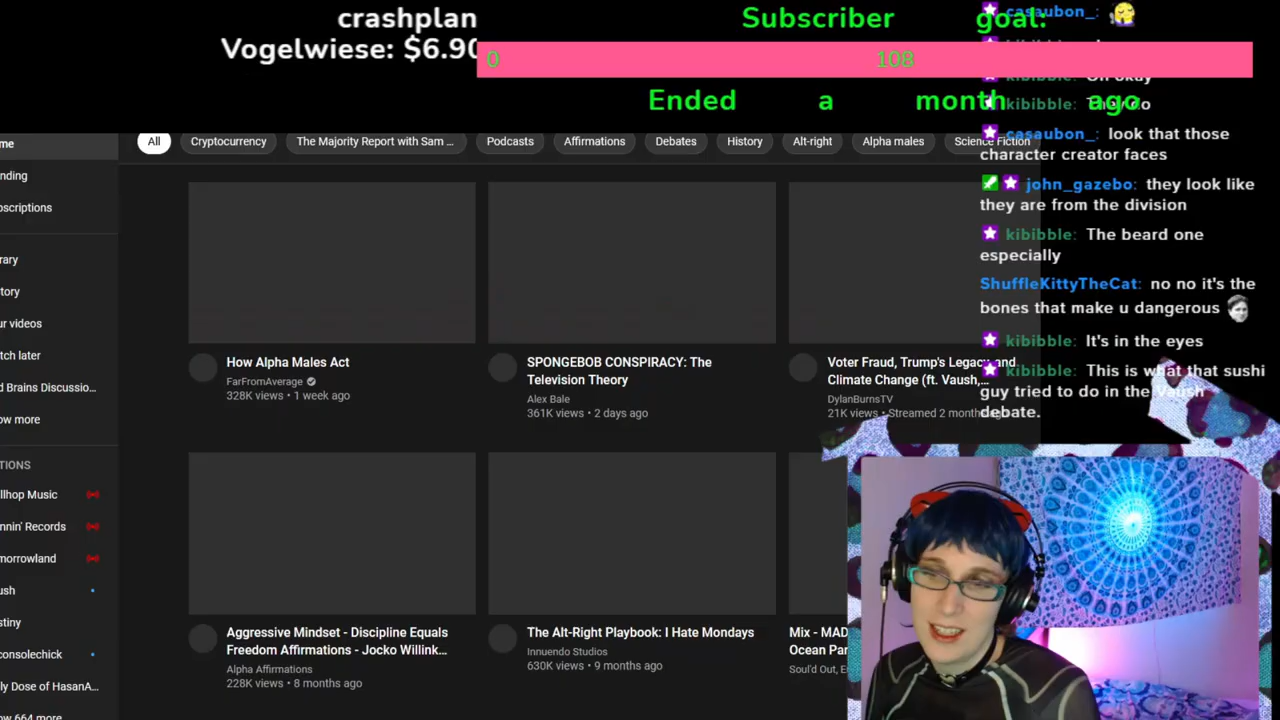 crashplan
Vogelwiese: $6.90
Subscriber goal:
0 108
Ended a month ago
All Cryptocurrency The Majority Report with Sam ... Podcasts Affirmations Debates History Alt-right Alpha males Science Fiction
me
nding
bscriptions
rary
tory
ur videos
tch later
d Brains Discussio...
ow more
TIONS
llhop Music
nnin' Records
morrowland
ush
stiny
consolechick
ly Dose of HasanA...
ow 664 more
How Alpha Males Act
FarFromAverage
328K views • 1 week ago
SPONGEBOB CONSPIRACY: The
Television Theory
Alex Bale
361K views • 2 days ago
Voter Fraud, Trump's Legacy and
Climate Change (ft. Vaush,...
DylanBurnsTV
21K views • Streamed 2 months ago
Aggressive Mindset - Discipline Equals
Freedom Affirmations - Jocko Willink...
Alpha Affirmations
228K views • 8 months ago
The Alt-Right Playbook: I Hate Mondays
Innuendo Studios
630K views • 9 months ago
Mix - MAD
Ocean Par
Soul'd Out, E
casaubon_:
kibibble: Oh okay
kibibble: They do
casaubon_: look that those
character creator faces
john_gazebo: they look like
they are from the division
kibibble: The beard one
especially
ShuffleKittyTheCat: no no it's the
bones that make u dangerous
kibibble: It's in the eyes
kibibble: This is what that sushi
guy tried to do in the Vaush
debate.